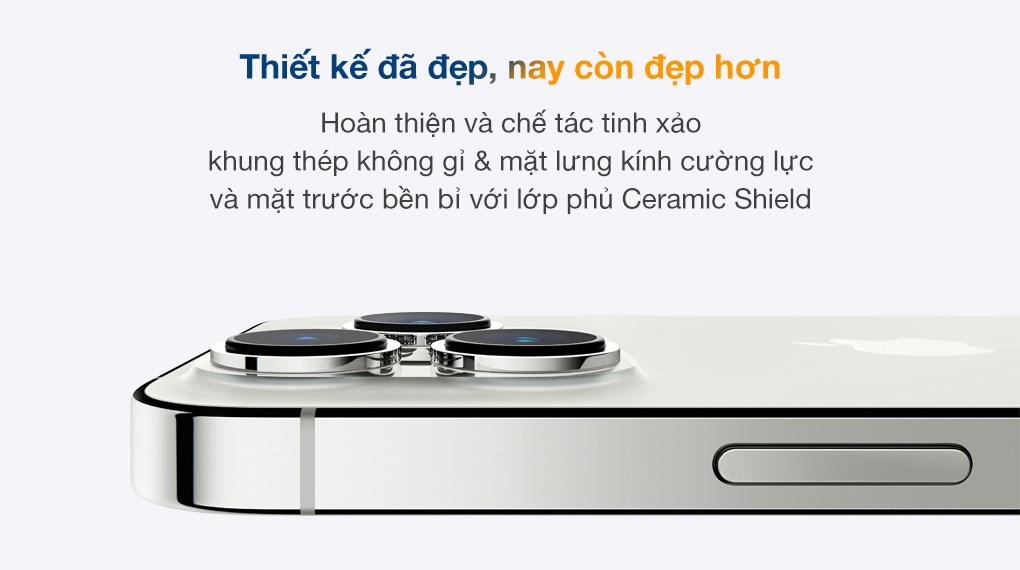 Thiết kế đã đẹp, nay còn đẹp hơn
Hoàn thiện và chế tác tinh xảo
khung thép không gỉ & mặt lưng kính cường lực
và mặt trước bền bỉ với lớp phủ Ceramic Shield